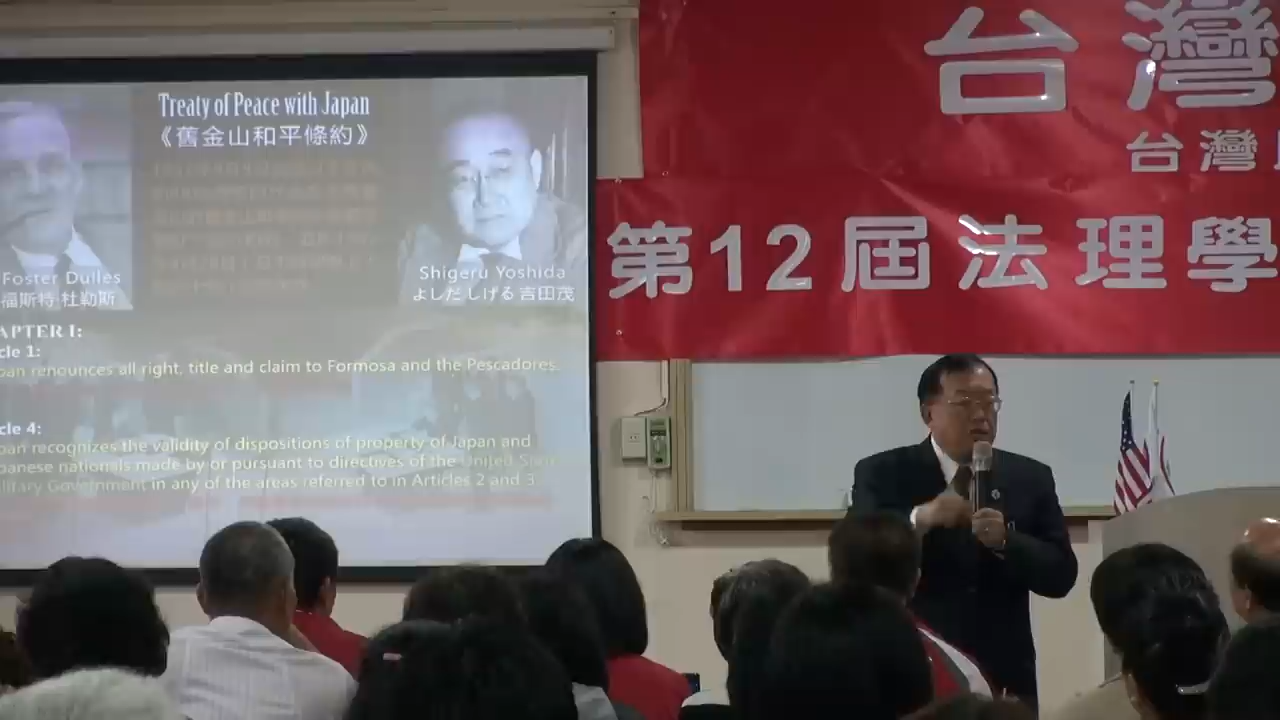 Treaty of Peace with Japan
《舊金山和平條約》
Foster Dulles
福斯特·杜勒斯
Shigeru Yoshida
よしだ しげる 吉田茂
APTER I:
cle 1:
pan renounces all right, title and claim to Formosa and the Pescadores.
cle 4:
pan recognizes the validity of dispositions of property of Japan and
panese nationals made by or pursuant to directives of the United States
litary Government in any of the areas referred to in Articles 2 and 3.
台灣
台灣
第12屆法理學